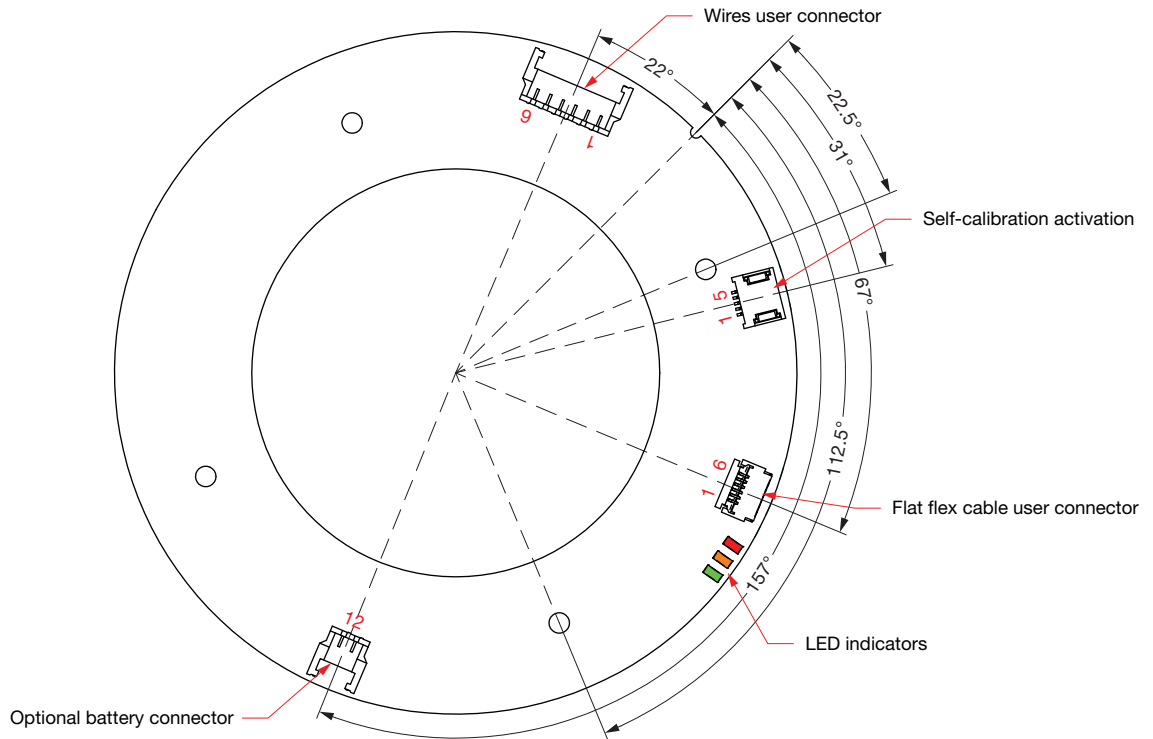 Wires user connector
22°
22.5°
31°
6
1
Self-calibration activation
5
1
67°
112.5°
6
1
Flat flex cable user connector
157°
12
LED indicators
Optional battery connector